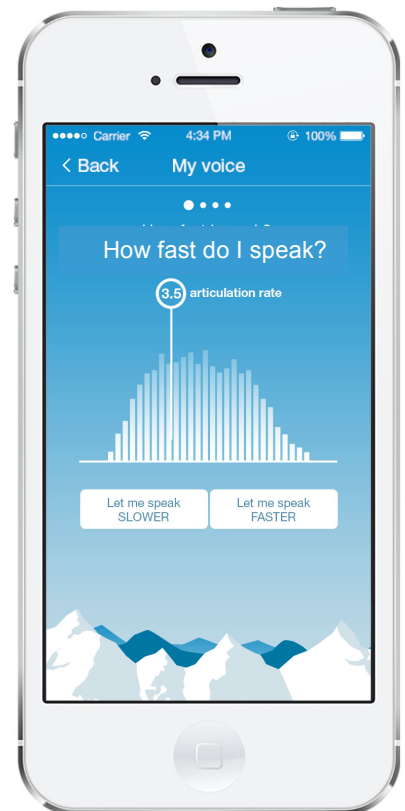 Carrier 4:34 PM 100%
< Back My voice
How fast do I speak?
3.5 articulation rate
Let me speak
SLOWER
Let me speak
FASTER